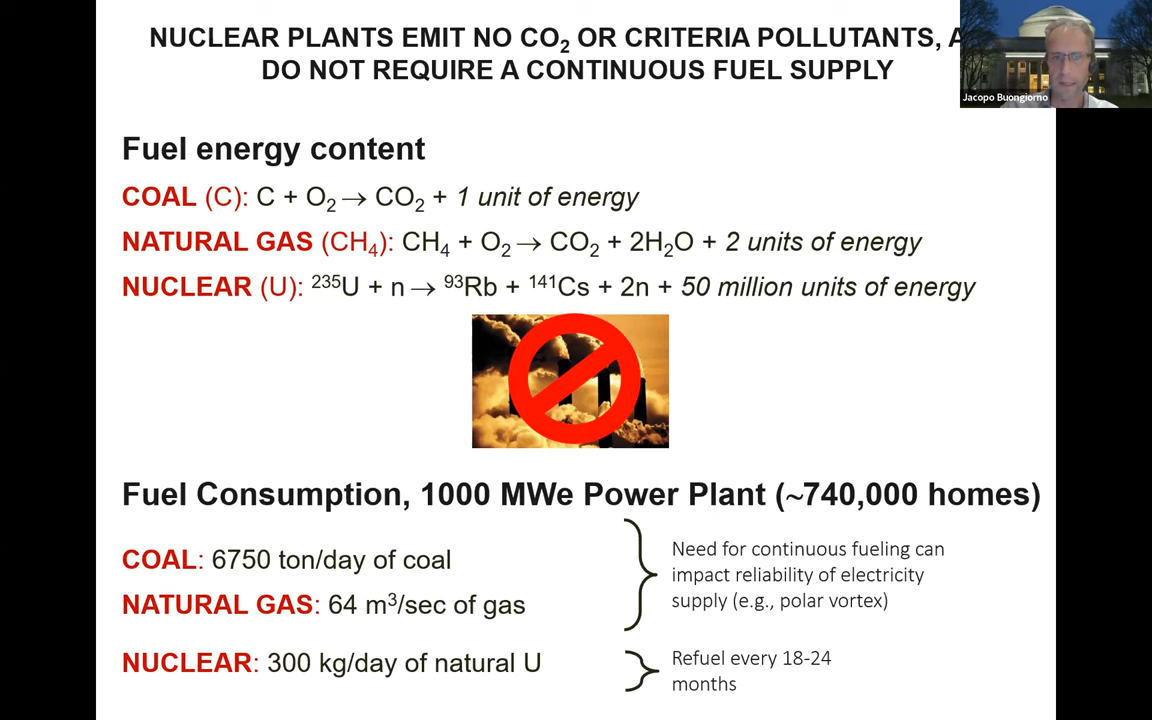 NUCLEAR PLANTS EMIT NO CO₂ OR CRITERIA POLLUTANTS, A
DO NOT REQUIRE A CONTINUOUS FUEL SUPPLY
Jacopo Buongiorno
Fuel energy content
COAL (C): C + O₂ → CO₂ + 1 unit of energy
NATURAL GAS (CH₄): CH₄ + O₂ → CO₂ + 2H₂O + 2 units of energy
NUCLEAR (U): ²³⁵U + n → ⁹³Rb + ¹⁴¹Cs + 2n + 50 million units of energy
Fuel Consumption, 1000 MWe Power Plant (~740,000 homes)
COAL: 6750 ton/day of coal
NATURAL GAS: 64 m³/sec of gas
Need for continuous fueling can
impact reliability of electricity
supply (e.g., polar vortex)
NUCLEAR: 300 kg/day of natural U
Refuel every 18-24
months